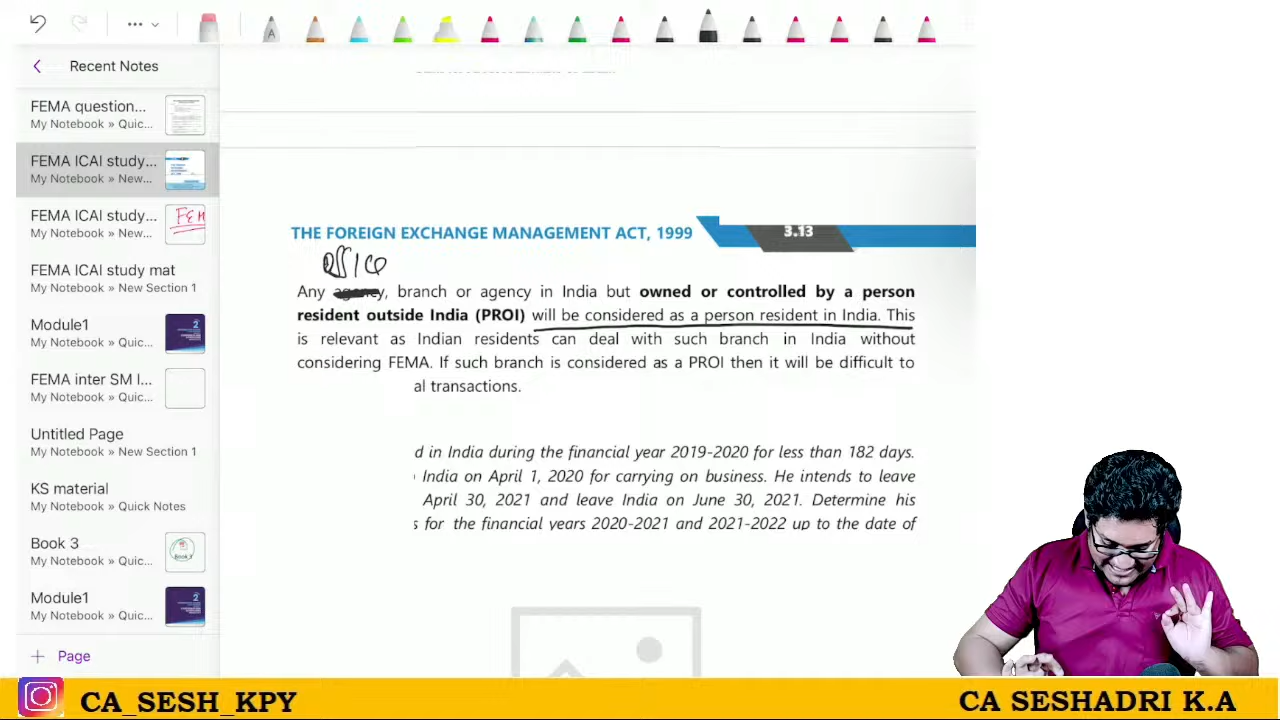 A
Recent Notes
FEMA question...
My Notebook » Quic...
FEMA ICAI study...
My Notebook » New...
FEMA ICAI study...
My Notebook » New...
FEM
FEMA ICAI study mat
My Notebook » New Section 1
Module1
My Notebook » Quic...
2
FEMA inter SM l...
My Notebook » Quic...
Untitled Page
My Notebook » New Section 1
KS material
My Notebook » Quick Notes
Book 3
My Notebook » Quic...
Book 3
Module1
My Notebook » Quic...
2
+ Page
THE FOREIGN EXCHANGE MANAGEMENT ACT, 1999
3.13
office
Any agency, branch or agency in India but owned or controlled by a person
resident outside India (PROI) will be considered as a person resident in India. This
is relevant as Indian residents can deal with such branch in India without
considering FEMA. If such branch is considered as a PROI then it will be difficult to
al transactions.
d in India during the financial year 2019-2020 for less than 182 days.
India on April 1, 2020 for carrying on business. He intends to leave
April 30, 2021 and leave India on June 30, 2021. Determine his
s for the financial years 2020-2021 and 2021-2022 up to the date of
CA_SESH_KPY
CA SESHADRI K.A